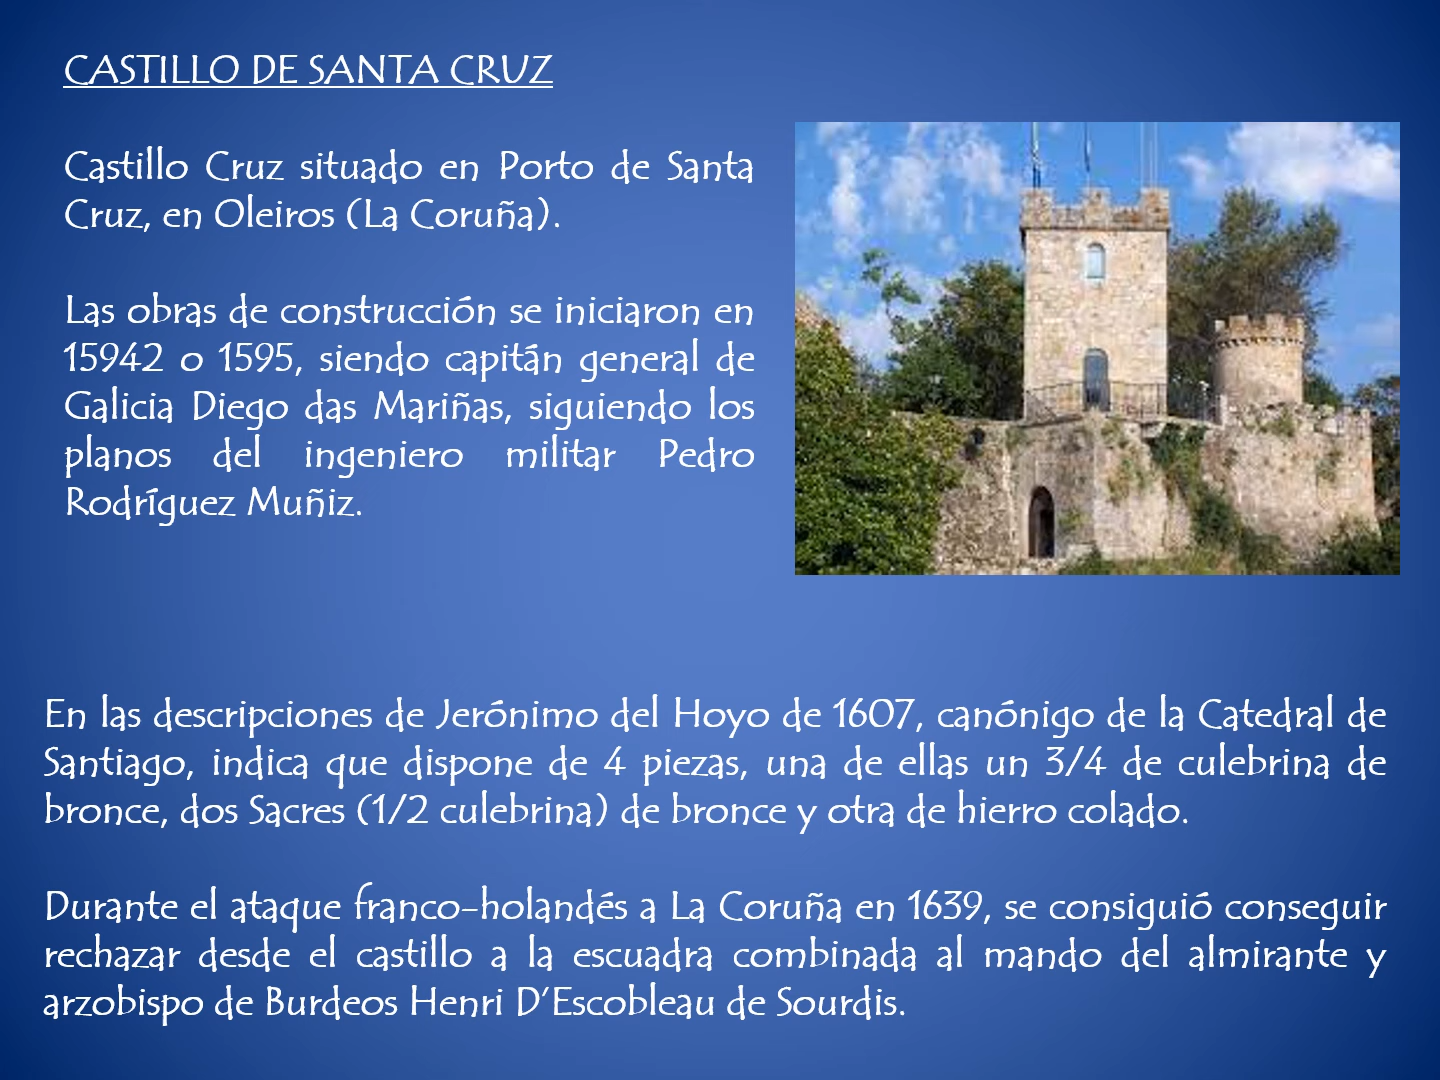 CASTILLO DE SANTA CRUZ
Castillo Cruz situado en Porto de Santa
Cruz, en Oleiros (La Coruña).
Las obras de construcción se iniciaron en
15942 o 1595, siendo capitán general de
Galicia Diego das Mariñas, siguiendo los
planos del ingeniero militar Pedro
Rodríguez Muñiz.
En las descripciones de Jerónimo del Hoyo de 1607, canónigo de la Catedral de
Santiago, indica que dispone de 4 piezas, una de ellas un 3/4 de culebrina de
bronce, dos Sacres (1/2 culebrina) de bronce y otra de hierro colado.
Durante el ataque franco-holandés a La Coruña en 1639, se consiguió conseguir
rechazar desde el castillo a la escuadra combinada al mando del almirante y
arzobispo de Burdeos Henri D’Escobleau de Sourdis.